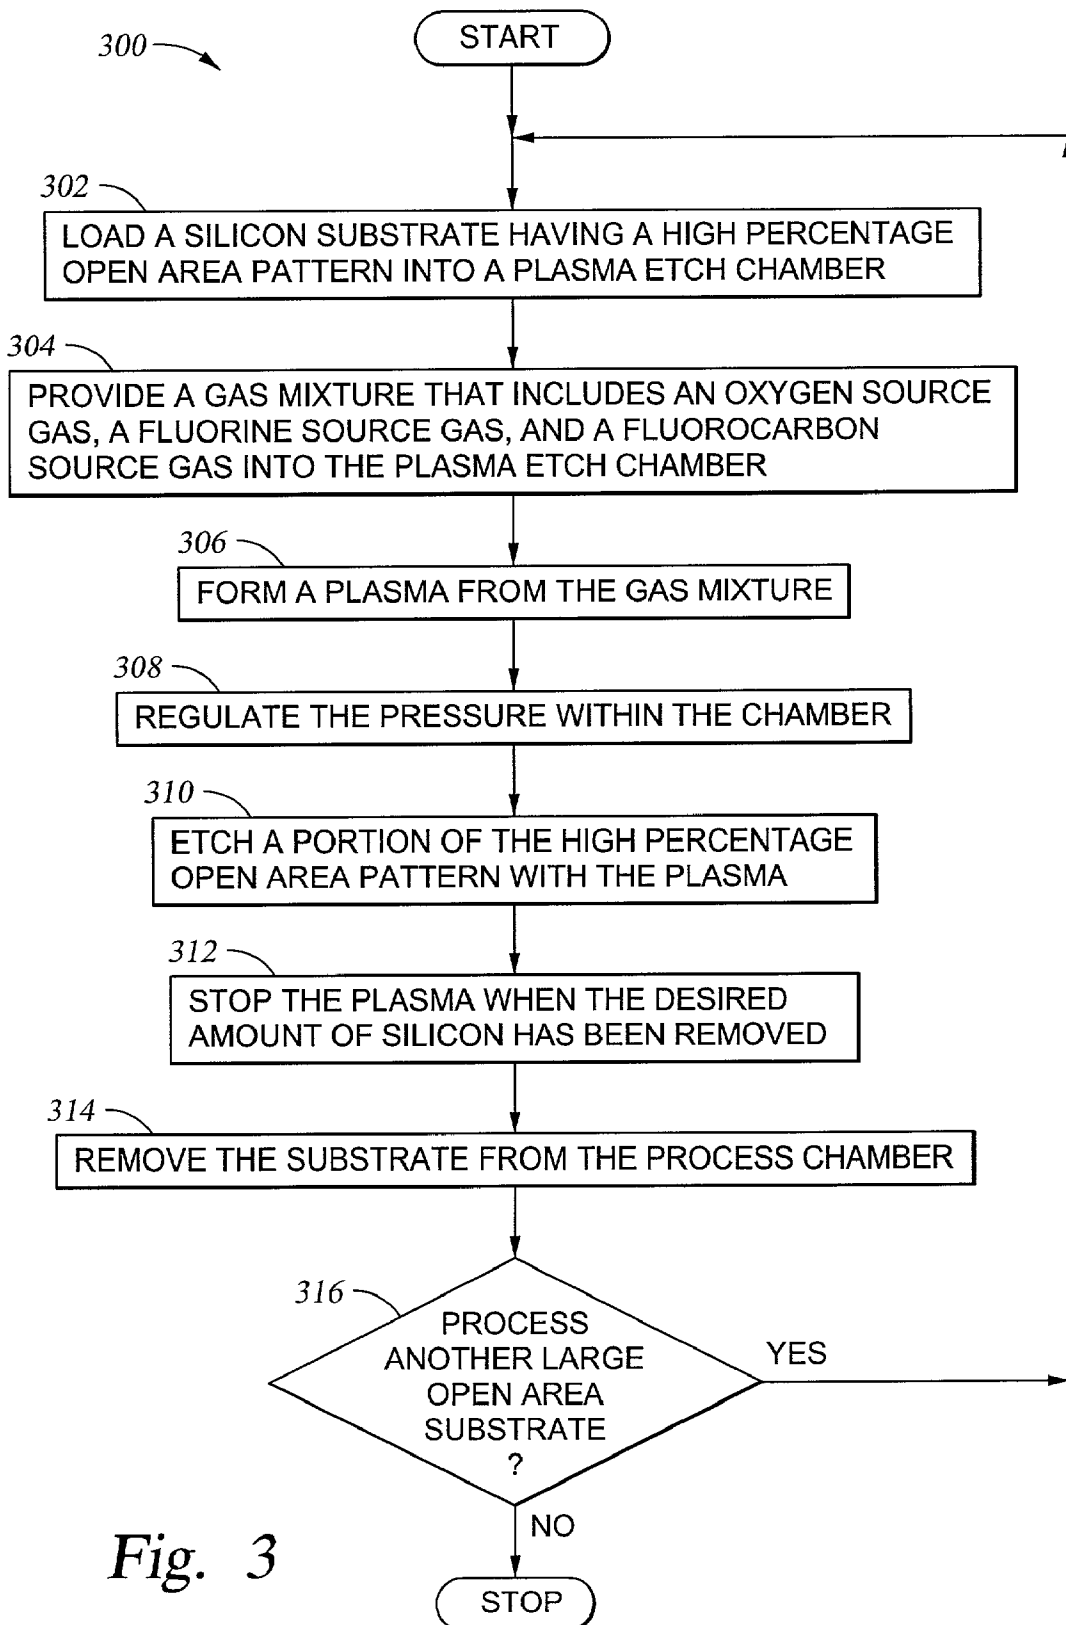 START
300
302
LOAD A SILICON SUBSTRATE HAVING A HIGH PERCENTAGE
OPEN AREA PATTERN INTO A PLASMA ETCH CHAMBER
304
PROVIDE A GAS MIXTURE THAT INCLUDES AN OXYGEN SOURCE
GAS, A FLUORINE SOURCE GAS, AND A FLUOROCARBON
SOURCE GAS INTO THE PLASMA ETCH CHAMBER
306
FORM A PLASMA FROM THE GAS MIXTURE
308
REGULATE THE PRESSURE WITHIN THE CHAMBER
310
ETCH A PORTION OF THE HIGH PERCENTAGE
OPEN AREA PATTERN WITH THE PLASMA
312
STOP THE PLASMA WHEN THE DESIRED
AMOUNT OF SILICON HAS BEEN REMOVED
314
REMOVE THE SUBSTRATE FROM THE PROCESS CHAMBER
316
PROCESS
ANOTHER LARGE
OPEN AREA
SUBSTRATE
?
YES
NO
Fig. 3
STOP